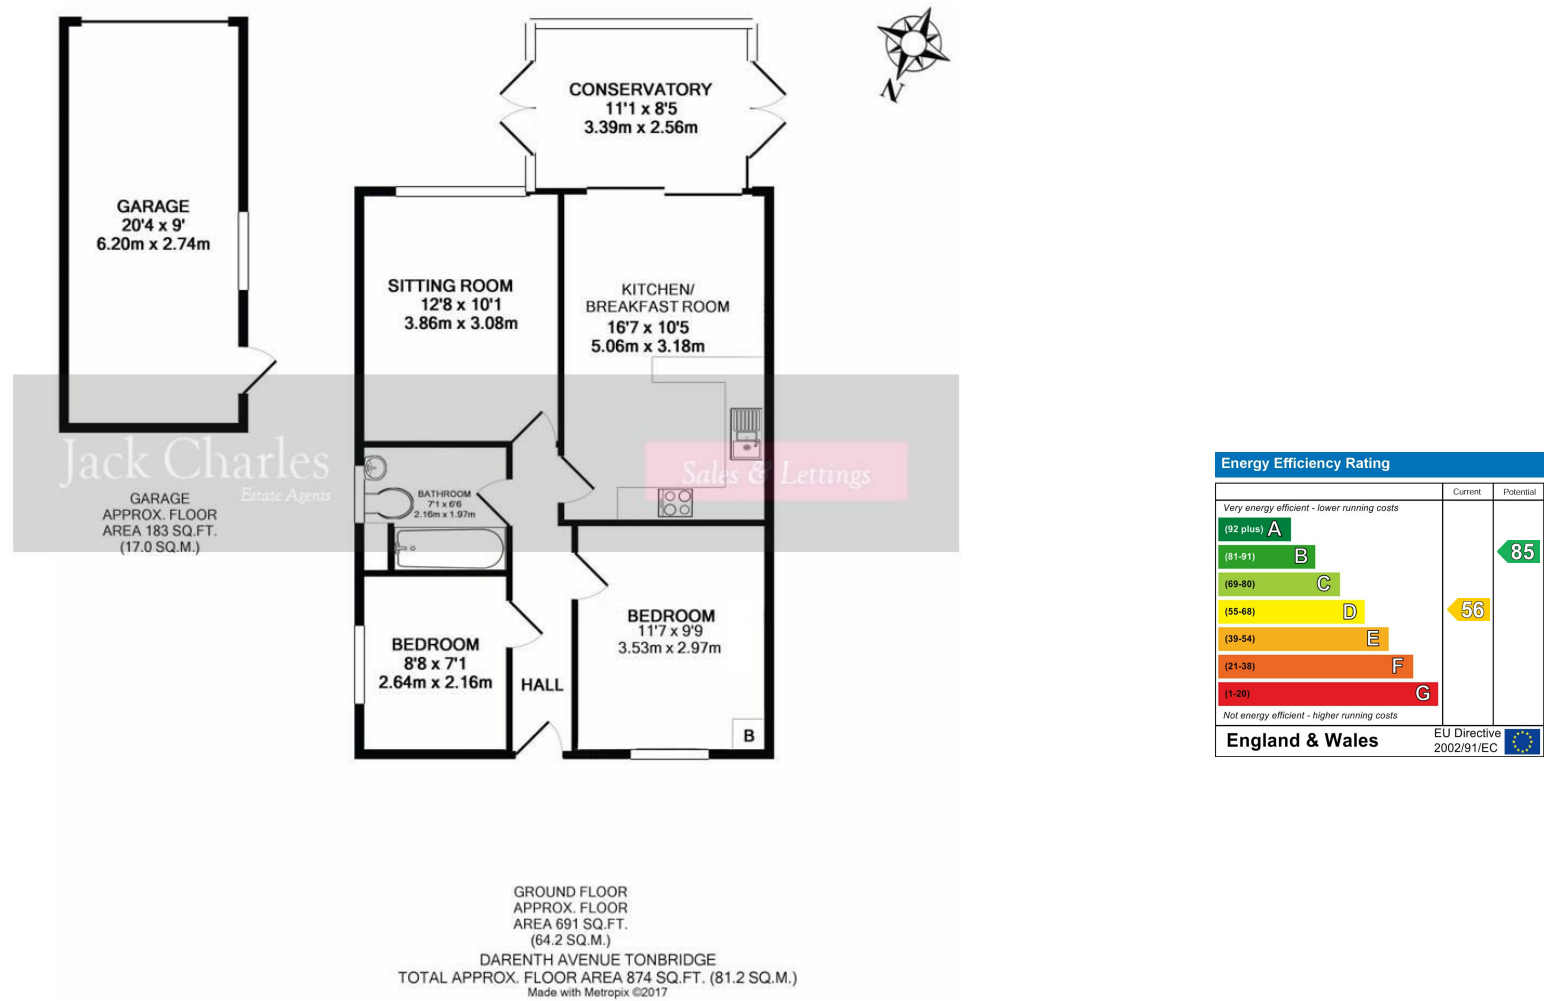 CONSERVATORY
11'1 x 8'5
3.39m x 2.56m
N
GARAGE
20'4 x 9'
6.20m x 2.74m
SITTING ROOM
12'8 x 10'1
3.86m x 3.08m
KITCHEN/
BREAKFAST ROOM
16'7 x 10'5
5.06m x 3.18m
Jack Charles
Estate Agents
Sales & Lettings
GARAGE
APPROX. FLOOR
AREA 183 SQ.FT.
(17.0 SQ.M.)
BATHROOM
7'1 x 6'6
2.16m x 1.97m
BEDROOM
11'7 x 9'9
3.53m x 2.97m
BEDROOM
8'8 x 7'1
2.64m x 2.16m
HALL
B
GROUND FLOOR
APPROX. FLOOR
AREA 691 SQ.FT.
(64.2 SQ.M.)
DARENTH AVENUE TONBRIDGE
TOTAL APPROX. FLOOR AREA 874 SQ.FT. (81.2 SQ.M.)
Made with Metropix ©2017
Energy Efficiency Rating
Current Potential
Very energy efficient - lower running costs
(92 plus) A
(81-91) B
85
(69-80) C
(55-68) D
56
(39-54) E
(21-38) F
(1-20) G
Not energy efficient - higher running costs
England & Wales
EU Directive
2002/91/EC